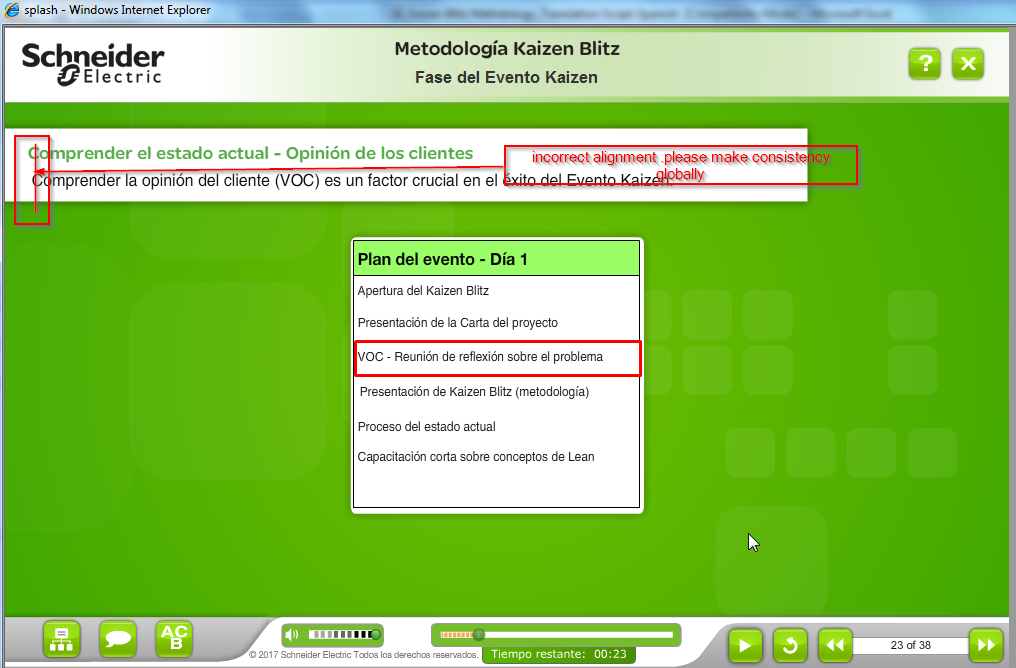 splash - Windows Internet Explorer
Schneider
Electric
Metodología Kaizen Blitz
Fase del Evento Kaizen
?
X
Comprender el estado actual - Opinión de los clientes
incorrect alignment .please make consistency
globally
Comprender la opinión del cliente (VOC) es un factor crucial en el éxito del Evento Kaizen.
Plan del evento - Día 1
Apertura del Kaizen Blitz
Presentación de la Carta del proyecto
VOC - Reunión de reflexión sobre el problema
Presentación de Kaizen Blitz (metodología)
Proceso del estado actual
Capacitación corta sobre conceptos de Lean
AC
B
© 2017 Schneider Electric Todos los derechos reservados.
Tiempo restante: 00:23
23 of 38